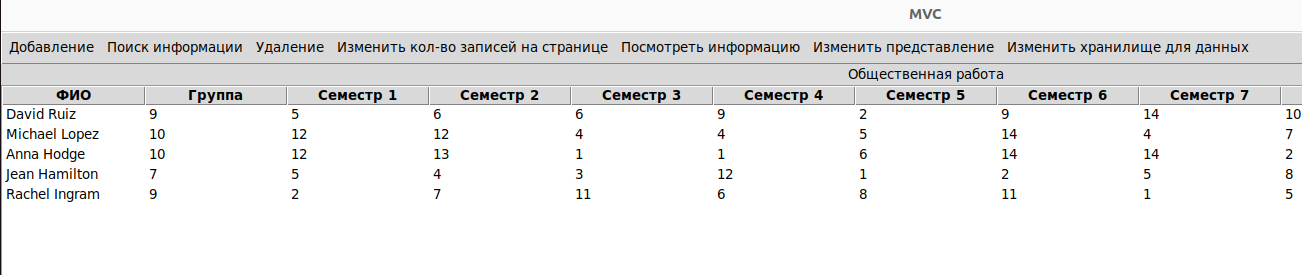 MVC
Добавление Поиск информации Удаление Изменить кол-во записей на странице Посмотреть информацию Изменить представление Изменить хранилище для данных
Общественная работа
ФИО Группа Семестр 1 Семестр 2 Семестр 3 Семестр 4 Семестр 5 Семестр 6 Семестр 7
David Ruiz 9 5 6 6 9 2 9 14 10
Michael Lopez 10 12 12 4 4 5 14 4 7
Anna Hodge 10 12 13 1 1 6 14 14 2
Jean Hamilton 7 5 4 3 12 1 2 5 8
Rachel Ingram 9 2 7 11 6 8 11 1 5